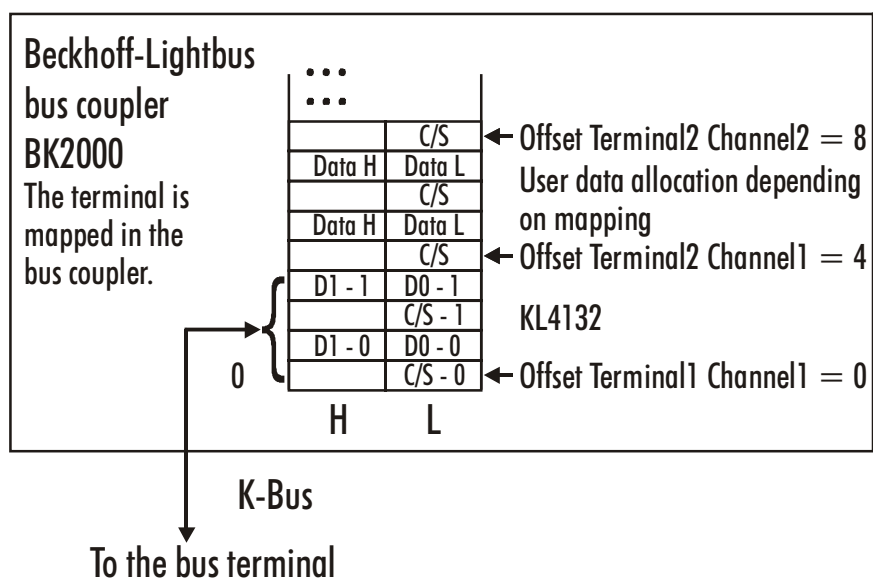 Beckhoff-Lightbus
bus coupler
BK2000
The terminal is
mapped in the
bus coupler.
C/S
Offset Terminal2 Channel2 = 8
Data H Data L
User data allocation depending
on mapping
C/S
Data H Data L
C/S
Offset Terminal2 Channel1 = 4
D1 - 1 D0 - 1
C/S - 1
KL4132
D1 - 0 D0 - 0
0
C/S - 0
Offset Terminal1 Channel1 = 0
H L
K-Bus
To the bus terminal